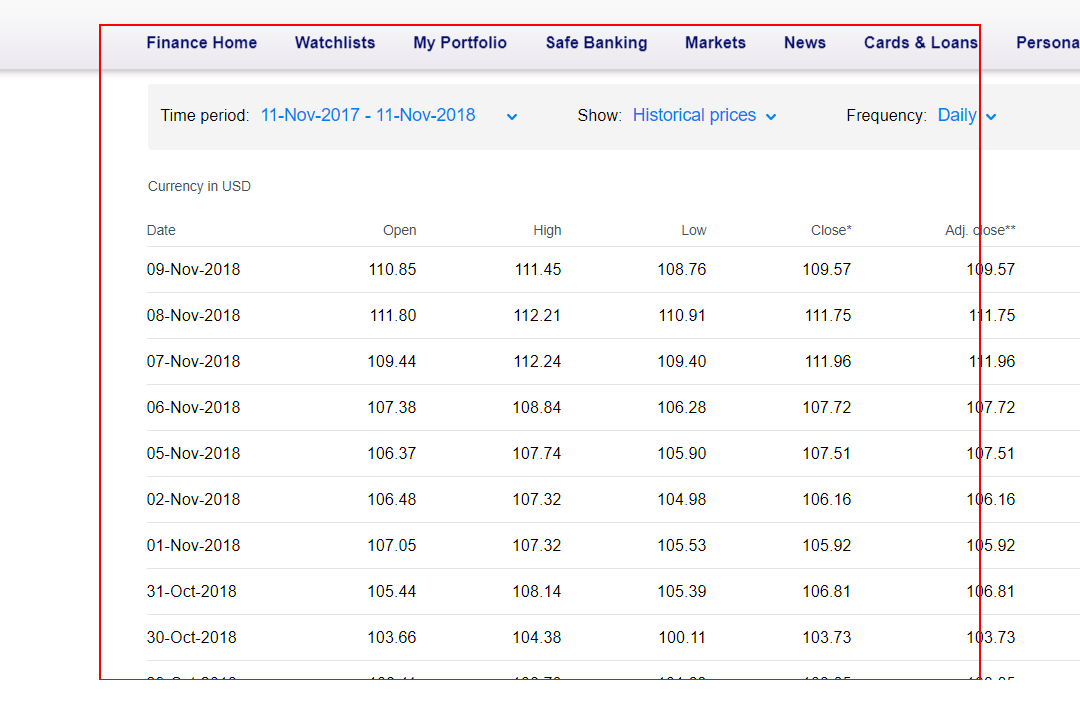 Finance Home Watchlists My Portfolio Safe Banking Markets News Cards & Loans Persona
Time period: 11-Nov-2017 - 11-Nov-2018 Show: Historical prices Frequency: Daily
Currency in USD
Date Open High Low Close* Adj. close**
09-Nov-2018 110.85 111.45 108.76 109.57 109.57
08-Nov-2018 111.80 112.21 110.91 111.75 111.75
07-Nov-2018 109.44 112.24 109.40 111.96 111.96
06-Nov-2018 107.38 108.84 106.28 107.72 107.72
05-Nov-2018 106.37 107.74 105.90 107.51 107.51
02-Nov-2018 106.48 107.32 104.98 106.16 106.16
01-Nov-2018 107.05 107.32 105.53 105.92 105.92
31-Oct-2018 105.44 108.14 105.39 106.81 106.81
30-Oct-2018 103.66 104.38 100.11 103.73 103.73